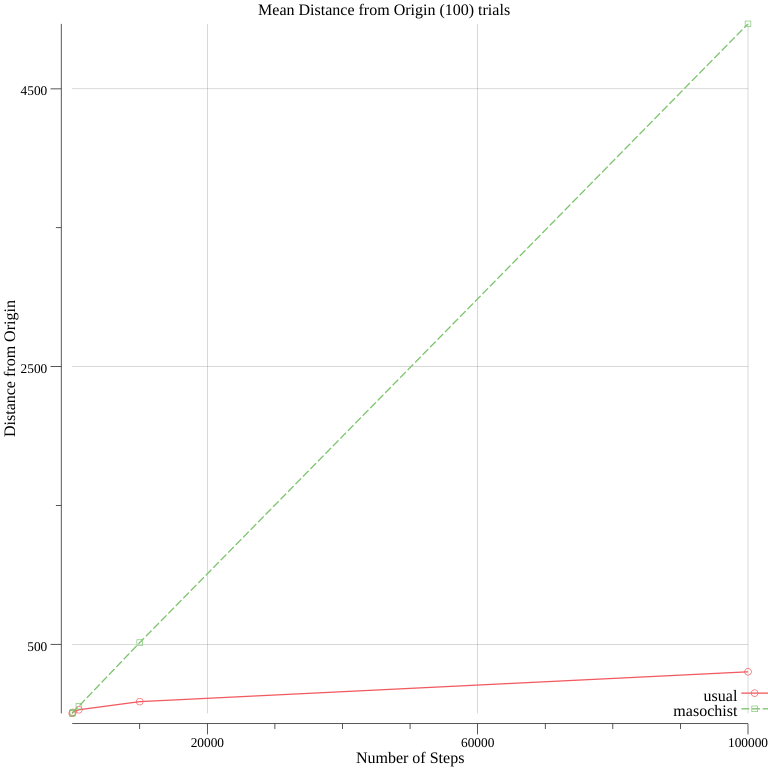 Mean Distance from Origin (100) trials
4500
2500
500
Distance from Origin
20000
60000
100000
Number of Steps
usual
masochist